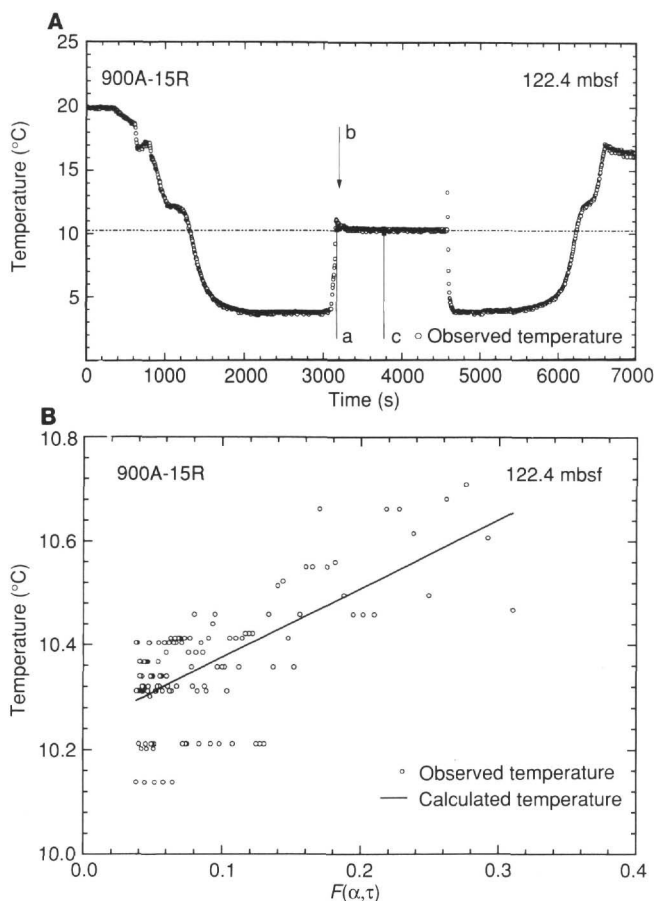 A
25
20
15
10
5
0
Temperature (°C)
900A-15R
122.4 mbsf
b
a
c
Observed temperature
0 1000 2000 3000 4000 5000 6000 7000
Time (s)
B
10.8
10.6
10.4
10.2
10.0
Temperature (°C)
900A-15R
122.4 mbsf
Observed temperature
Calculated temperature
0.0 0.1 0.2 0.3 0.4
F(α,τ)